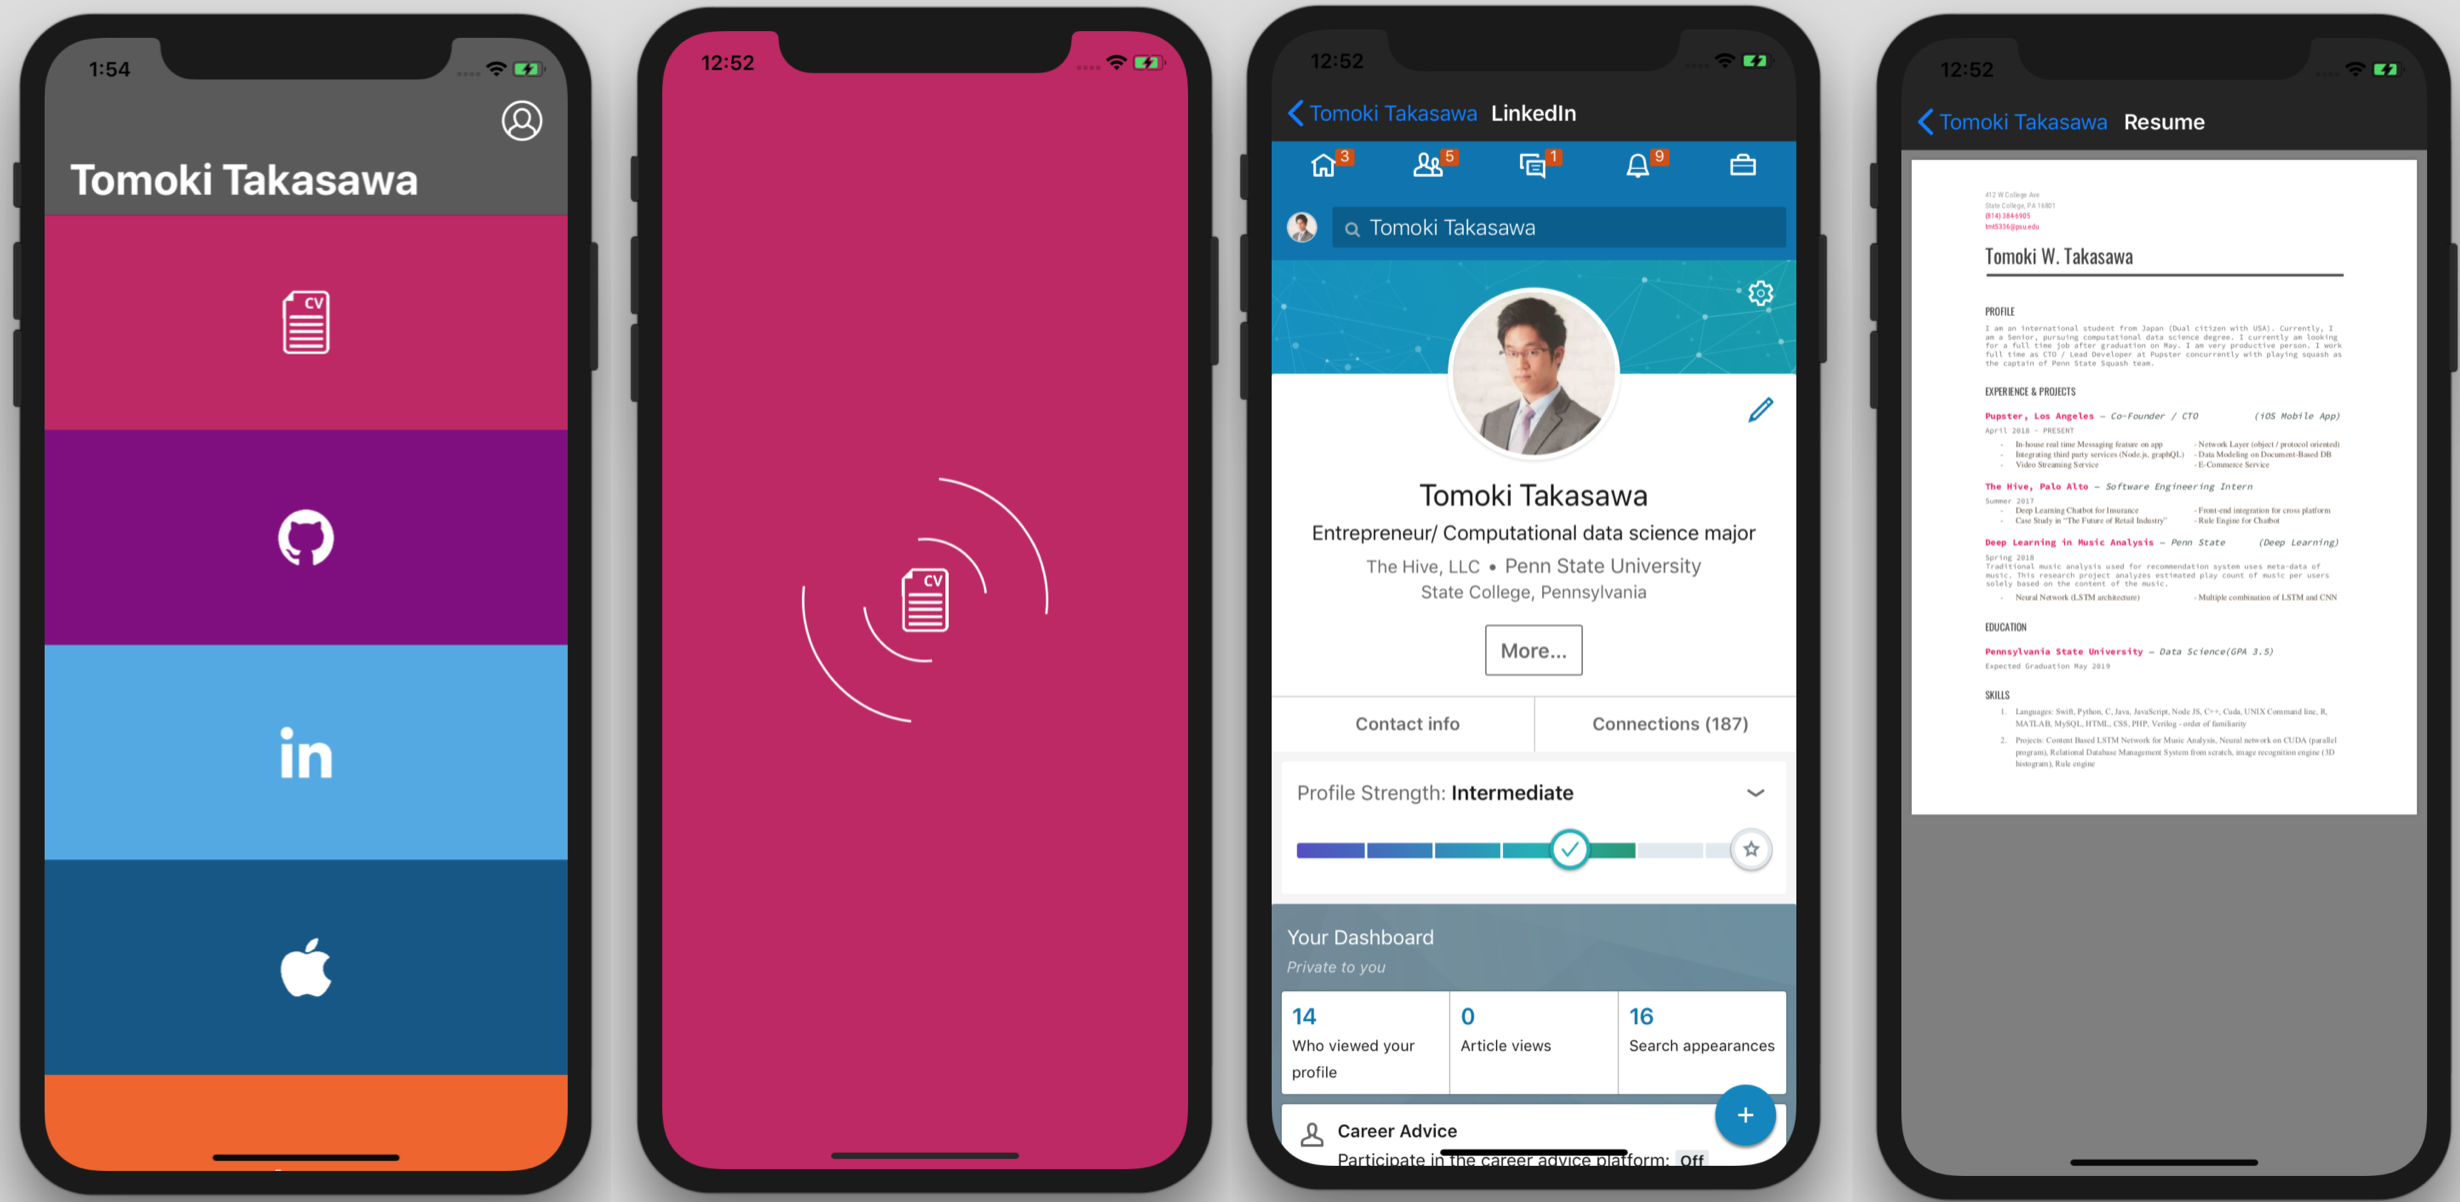 1:54
Tomoki Takasawa
CV
in
12:52
CV
12:52
Tomoki Takasawa LinkedIn
3 5 1 9
Tomoki Takasawa
Tomoki Takasawa
Entrepreneur/ Computational data science major
The Hive, LLC • Penn State University
State College, Pennsylvania
More...
Contact info Connections (187)
Profile Strength: Intermediate
Your Dashboard
Private to you
14 0 16
Who viewed your Article views Search appearances
profile
Career Advice
Participate in the career advice platform: Off
12:52
Tomoki Takasawa Resume
412 W College Ave
State College, PA 16801
(814) 384-6905
tmt5336@psu.edu
Tomoki W. Takasawa
PROFILE
I am an international student from Japan (Dual citizen with USA). Currently, I
am a Senior, pursuing computational data science degree. I currently am looking
for a full time job after graduation on May. I am very productive person. I work
full time as CTO / Lead Developer at Pupster concurrently with playing squash as
the captain of Penn State Squash team.
EXPERIENCE & PROJECTS
Pupster, Los Angeles — Co-Founder / CTO (iOS Mobile App)
April 2018 - PRESENT
- In-house real time Messaging feature on app - Network Layer (object / protocol oriented)
- Integrating third party services (Node.js, graphQL) - Data Modeling on Document-Based DB
- Video Streaming Service - E-Commerce Service
The Hive, Palo Alto — Software Engineering Intern
Summer 2017
- Deep Learning Chatbot for Insurance - Front-end integration for cross platform
- Case Study in "The Future of Retail Industry" - Rule Engine for Chatbot
Deep Learning in Music Analysis — Penn State (Deep Learning)
Spring 2018
Traditional music analysis used for recommendation system uses meta-data of
music. This research project analyzes estimated play count of music per users
solely based on the content of the music.
- Neural Network (LSTM architecture) - Multiple combination of LSTM and CNN
EDUCATION
Pennsylvania State University — Data Science(GPA 3.5)
Expected Graduation May 2019
SKILLS
1. Languages: Swift, Python, C, Java, JavaScript, Node JS, C++, Cuda, UNIX Command line, R,
MATLAB, MySQL, HTML, CSS, PHP, Verilog - order of familiarity
2. Projects: Content Based LSTM Network for Music Analysis, Neural network on CUDA (parallel
program), Relational Database Management System from scratch, image recognition engine (3D
histogram), Rule engine